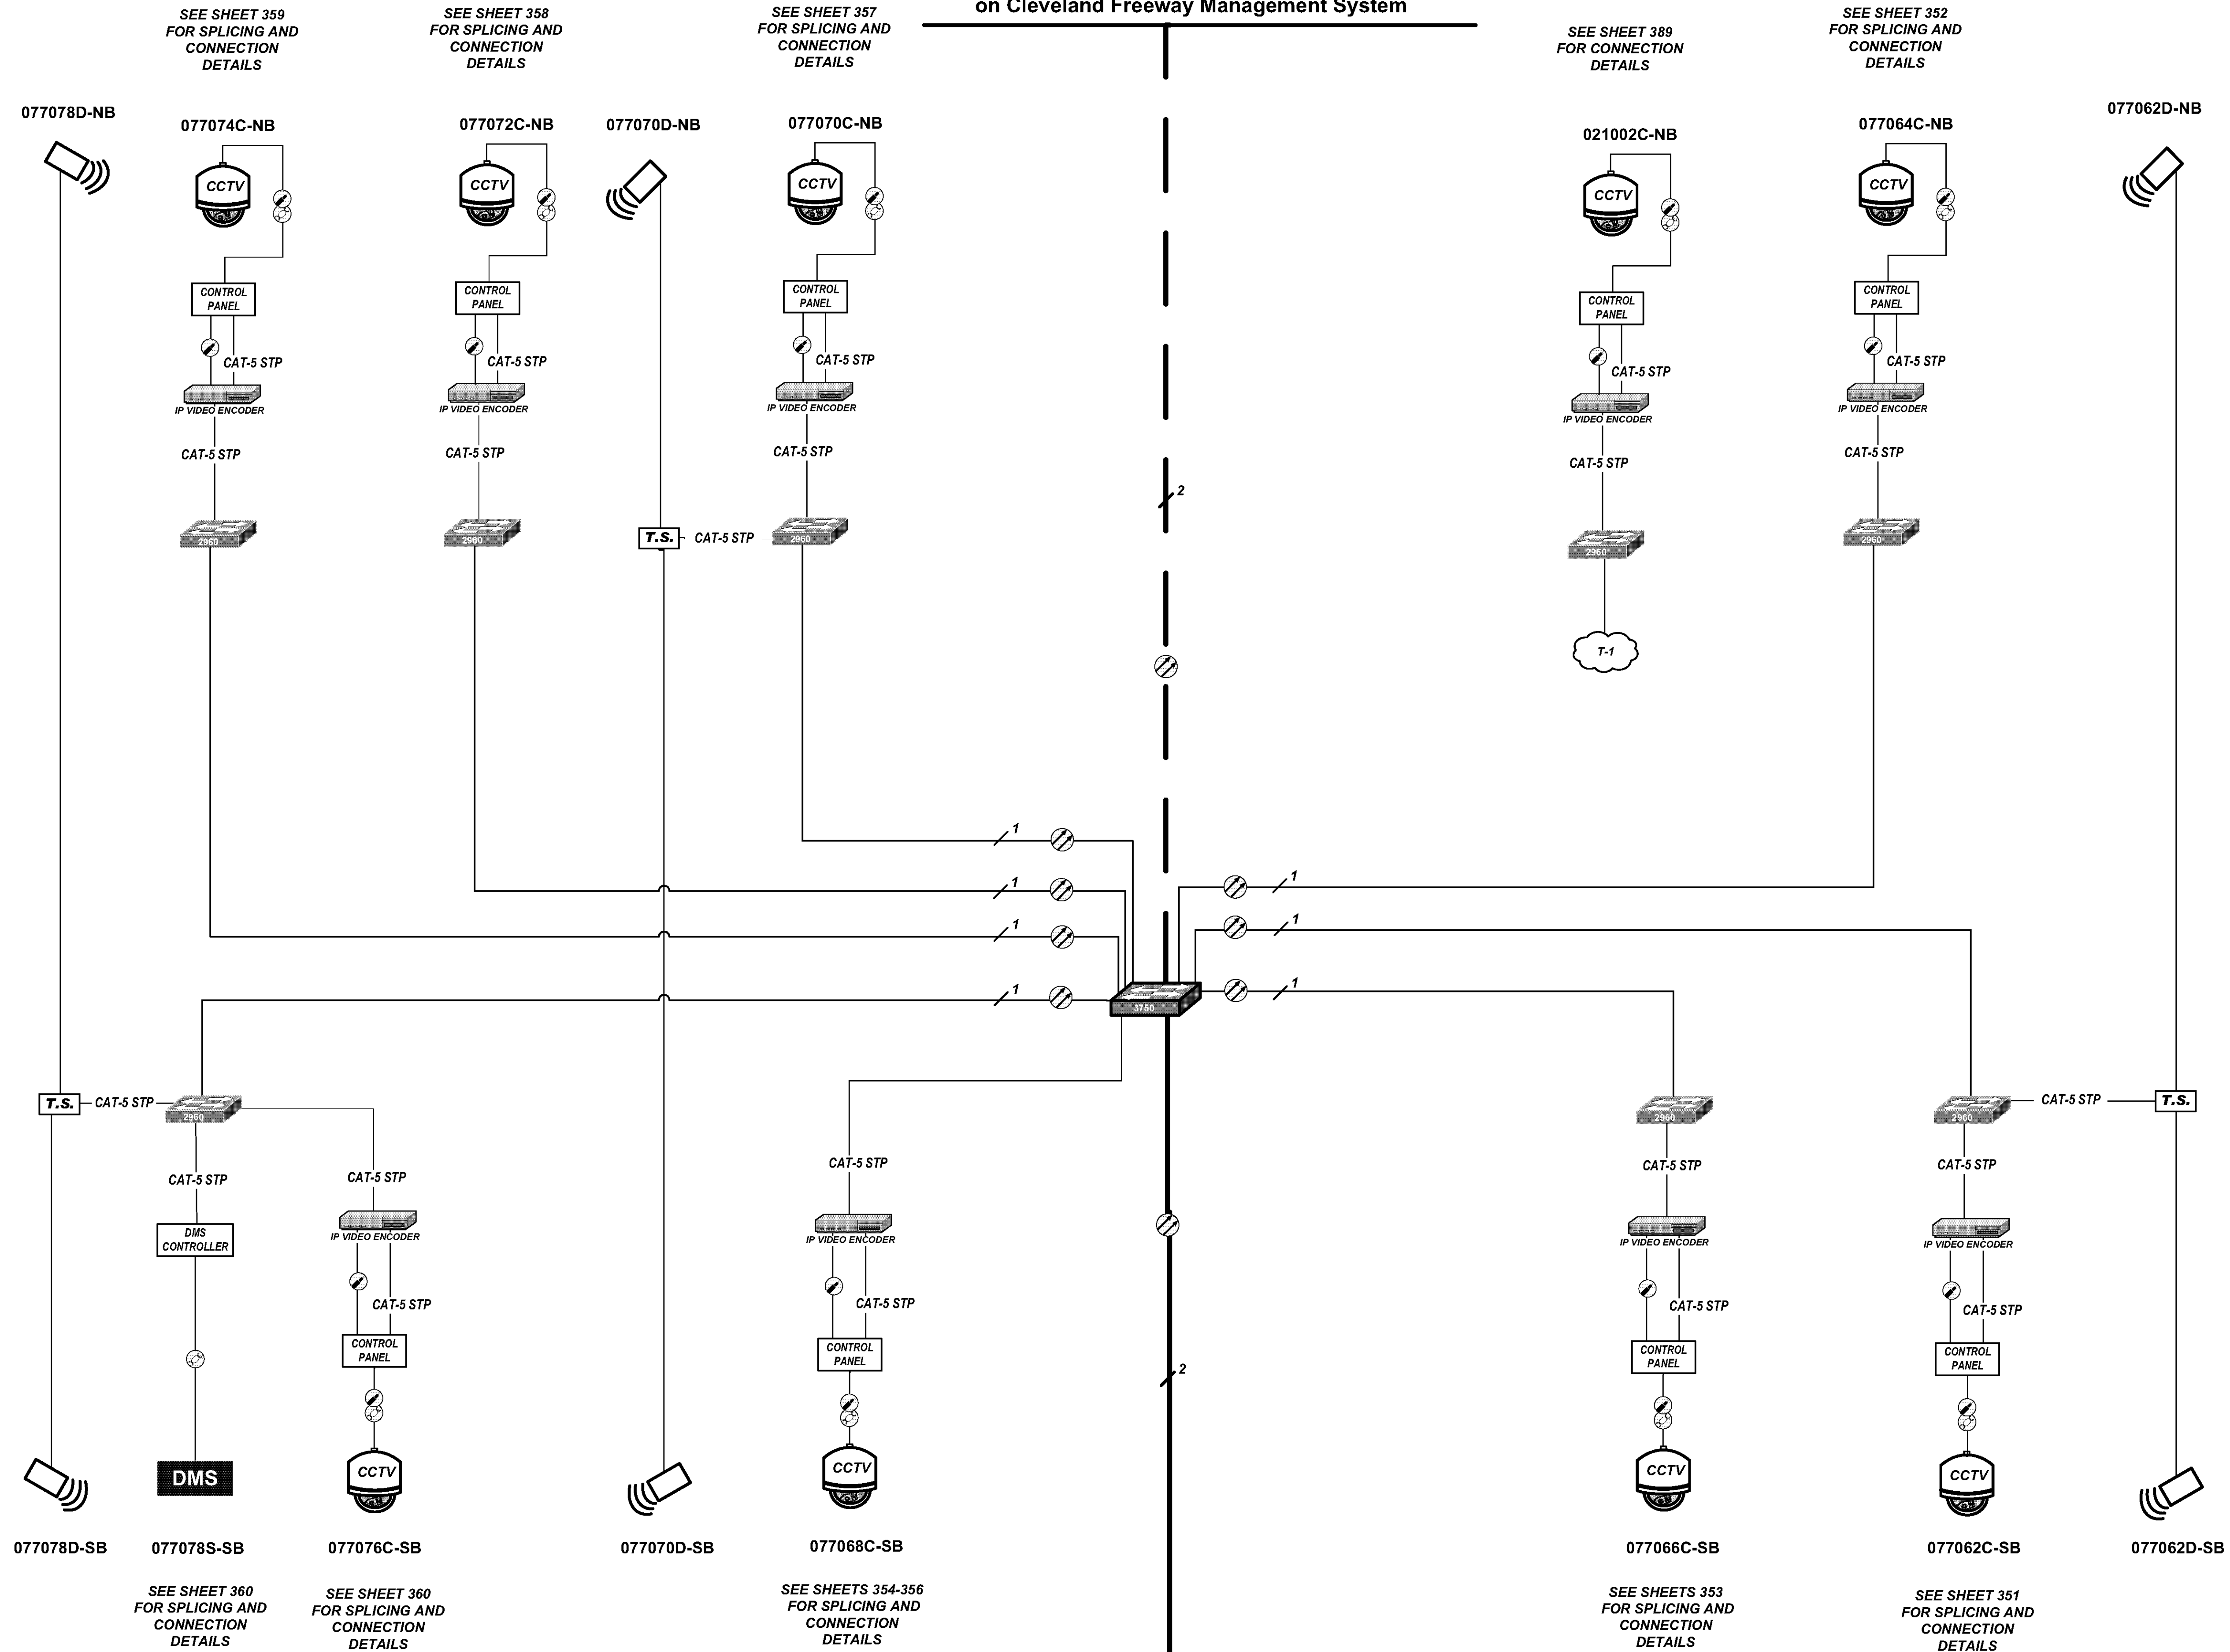 on Cleveland Freeway Management System
SEE SHEET 359
FOR SPLICING AND
CONNECTION
DETAILS
SEE SHEET 358
FOR SPLICING AND
CONNECTION
DETAILS
SEE SHEET 357
FOR SPLICING AND
CONNECTION
DETAILS
SEE SHEET 389
FOR CONNECTION
DETAILS
SEE SHEET 352
FOR SPLICING AND
CONNECTION
DETAILS
077078D-NB
077074C-NB
077072C-NB
077070D-NB
077070C-NB
021002C-NB
077064C-NB
077062D-NB
CCTV
CCTV
CCTV
CCTV
CCTV
CONTROL
PANEL
CONTROL
PANEL
CONTROL
PANEL
CONTROL
PANEL
CONTROL
PANEL
CAT-5 STP
CAT-5 STP
CAT-5 STP
CAT-5 STP
CAT-5 STP
IP VIDEO ENCODER
IP VIDEO ENCODER
IP VIDEO ENCODER
IP VIDEO ENCODER
IP VIDEO ENCODER
CAT-5 STP
CAT-5 STP
CAT-5 STP
CAT-5 STP
CAT-5 STP
2
2960
2960
T.S.
CAT-5 STP
2960
2960
2960
T-1
1
1
1
1
1
1
1
3750
T.S.
CAT-5 STP
2960
2960
2960
CAT-5 STP
T.S.
CAT-5 STP
CAT-5 STP
CAT-5 STP
CAT-5 STP
CAT-5 STP
DMS
CONTROLLER
IP VIDEO ENCODER
IP VIDEO ENCODER
IP VIDEO ENCODER
IP VIDEO ENCODER
CAT-5 STP
CAT-5 STP
CAT-5 STP
CAT-5 STP
CONTROL
PANEL
CONTROL
PANEL
CONTROL
PANEL
CONTROL
PANEL
2
DMS
CCTV
CCTV
CCTV
CCTV
077078D-SB
077078S-SB
077076C-SB
077070D-SB
077068C-SB
077066C-SB
077062C-SB
077062D-SB
SEE SHEET 360
FOR SPLICING AND
CONNECTION
DETAILS
SEE SHEET 360
FOR SPLICING AND
CONNECTION
DETAILS
SEE SHEETS 354-356
FOR SPLICING AND
CONNECTION
DETAILS
SEE SHEETS 353
FOR SPLICING AND
CONNECTION
DETAILS
SEE SHEET 351
FOR SPLICING AND
CONNECTION
DETAILS